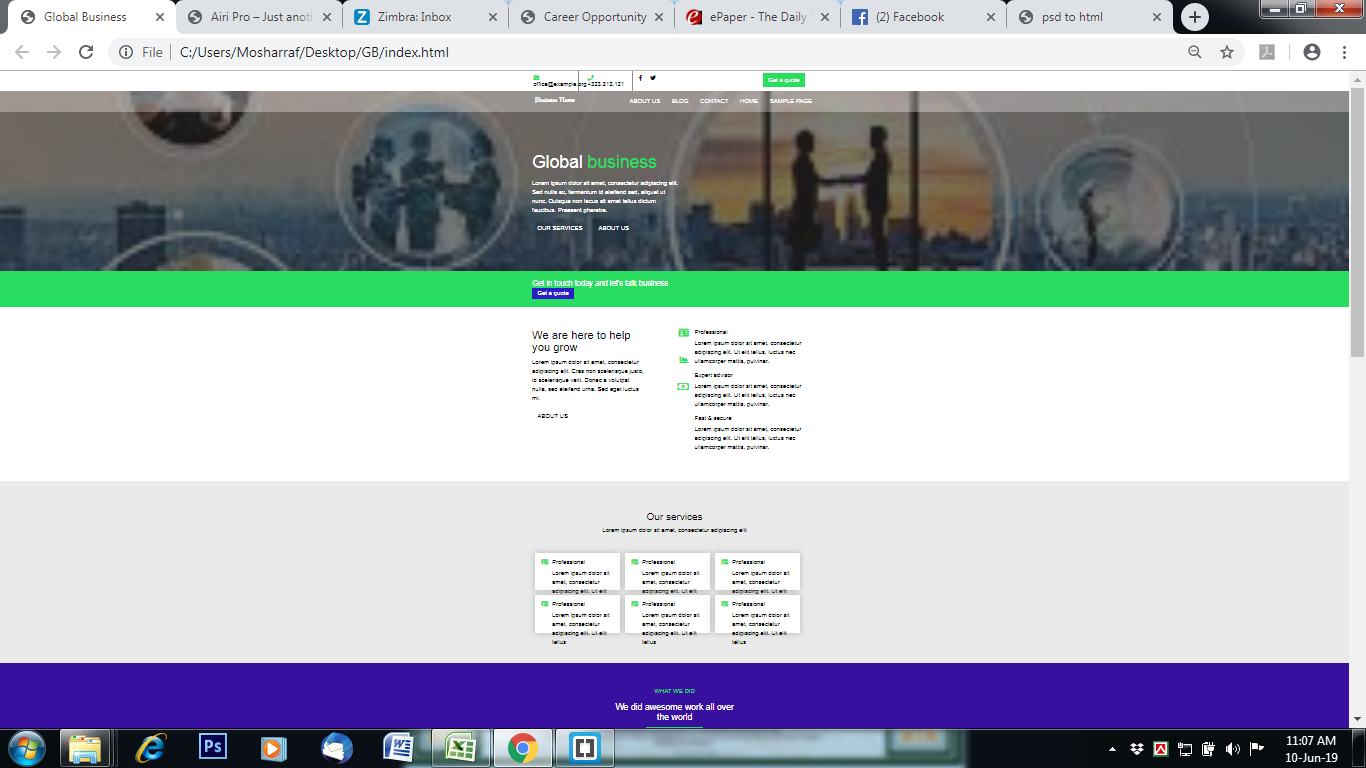 Global Business
Airi Pro – Just anoth
Zimbra: Inbox
Career Opportunity
ePaper - The Daily
(2) Facebook
psd to html
File
C:/Users/Mosharraf/Desktop/GB/index.html
office@example.org
+323.212.121
Get a quote
Business Name
ABOUT US
BLOG
CONTACT
HOME
SAMPLE PAGE
Global business
Lorem ipsum dolor sit amet, consectetur adipiscing elit.
Sed nulla ex, fermentum id eleifend sed, aliquet ut
nunc. Quisque non lacus sit amet tellus dictum
faucibus. Praesent pharetra.
OUR SERVICES
ABOUT US
Get in touch today and let's talk business
Get a quote
We are here to help
you grow
Lorem ipsum dolor sit amet, consectetur
adipiscing elit. Cras non scelerisque justo,
id scelerisque velit. Donec a volutpat
nulla, sed eleifend urna. Sed eget luctus
mi.
ABOUT US
Professional
Lorem ipsum dolor sit amet, consectetur
adipiscing elit. Ut elit tellus, luctus nec
ullamcorper mattis, pulvinar.
Expert advisor
Lorem ipsum dolor sit amet, consectetur
adipiscing elit. Ut elit tellus, luctus nec
ullamcorper mattis, pulvinar.
Fast & secure
Lorem ipsum dolor sit amet, consectetur
adipiscing elit. Ut elit tellus, luctus nec
ullamcorper mattis, pulvinar.
Our services
Lorem ipsum dolor sit amet, consectetur adipiscing elit
Professional
Lorem ipsum dolor sit
amet, consectetur
adipiscing elit. Ut elit
Professional
Lorem ipsum dolor sit
amet, consectetur
adipiscing elit. Ut elit
Professional
Lorem ipsum dolor sit
amet, consectetur
adipiscing elit. Ut elit
Professional
Lorem ipsum dolor sit
amet, consectetur
adipiscing elit. Ut elit
tellus
Professional
Lorem ipsum dolor sit
amet, consectetur
adipiscing elit. Ut elit
tellus
Professional
Lorem ipsum dolor sit
amet, consectetur
adipiscing elit. Ut elit
tellus
WHAT WE DID
We did awesome work all over
the world
Ps
11:07 AM
10-Jun-19